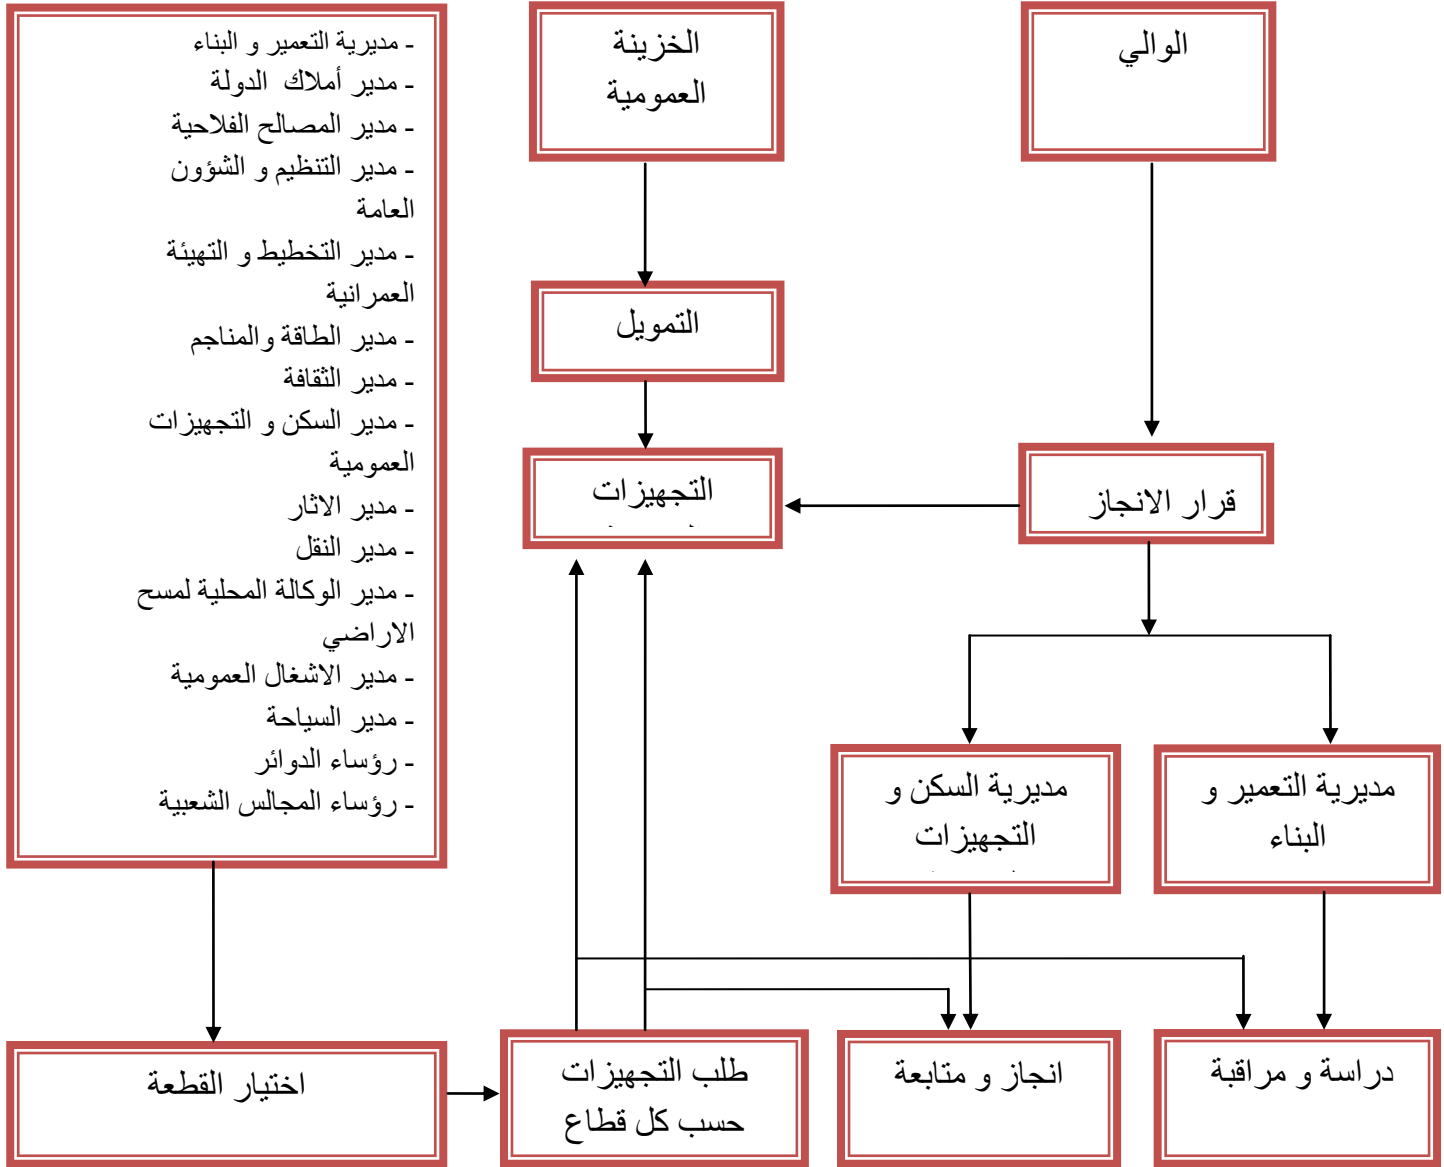 الوالي
الخزينة
العمومية
- مديرية التعمير و البناء
- مدير أملاك الدولة
- مدير المصالح الفلاحية
- مدير التنظيم و الشؤون
العامة
- مدير التخطيط و التهيئة
العمرانية
- مدير الطاقة والمناجم
- مدير الثقافة
- مدير السكن و التجهيزات
العمومية
- مدير الاثار
- مدير النقل
- مدير الوكالة المحلية لمسح
الاراضي
- مدير الاشغال العمومية
- مدير السياحة
- رؤساء الدوائر
- رؤساء المجالس الشعبية
التمويل
قرار الانجاز
التجهيزات
مديرية التعمير و
البناء
مديرية السكن و
التجهيزات
دراسة و مراقبة
انجاز و متابعة
طلب التجهيزات
حسب كل قطاع
اختيار القطعة